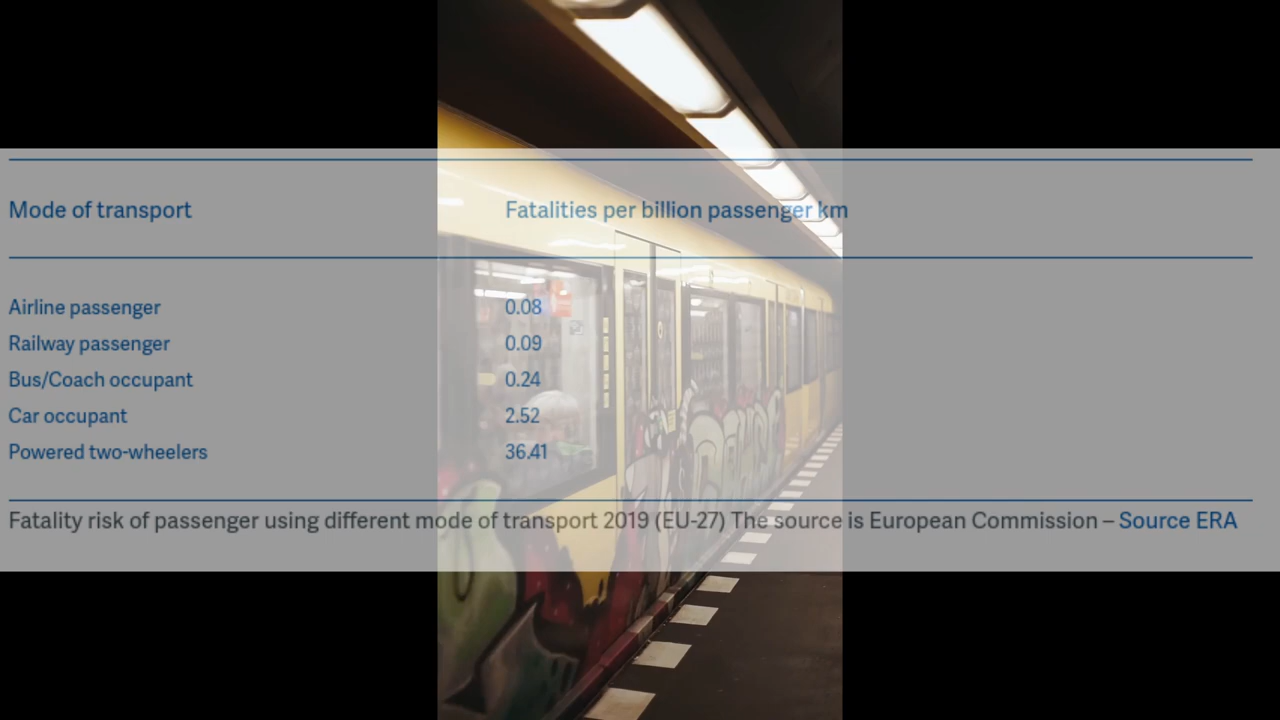 Mode of transport Fatalities per billion passenger km
Airline passenger 0.08
Railway passenger 0.09
Bus/Coach occupant 0.24
Car occupant 2.52
Powered two-wheelers 36.41
Fatality risk of passenger using different mode of transport 2019 (EU-27) The source is European Commission – Source ERA